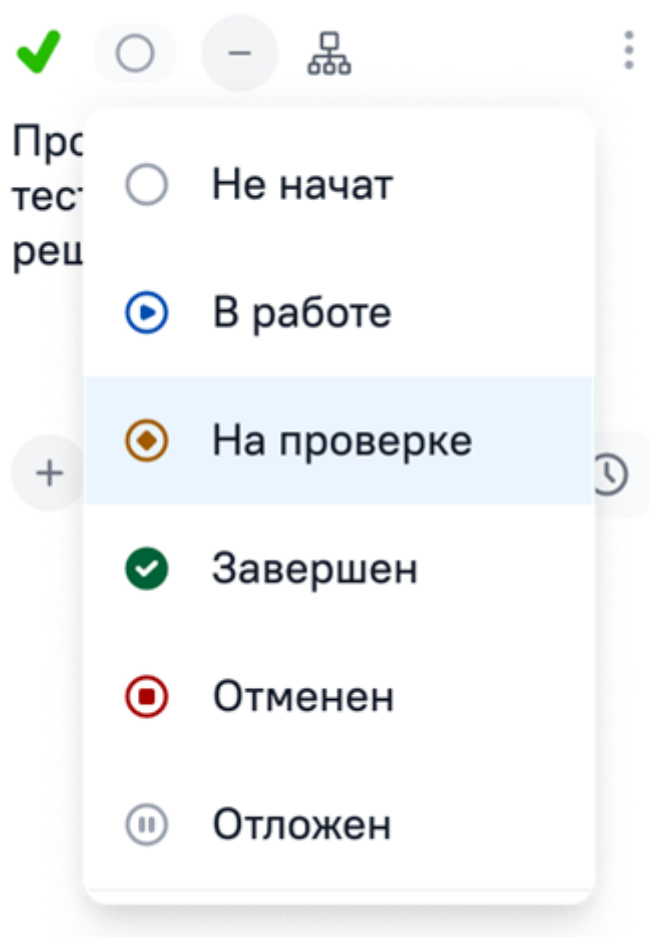 Не начат
В работе
На проверке
Завершен
Отменен
Отложен